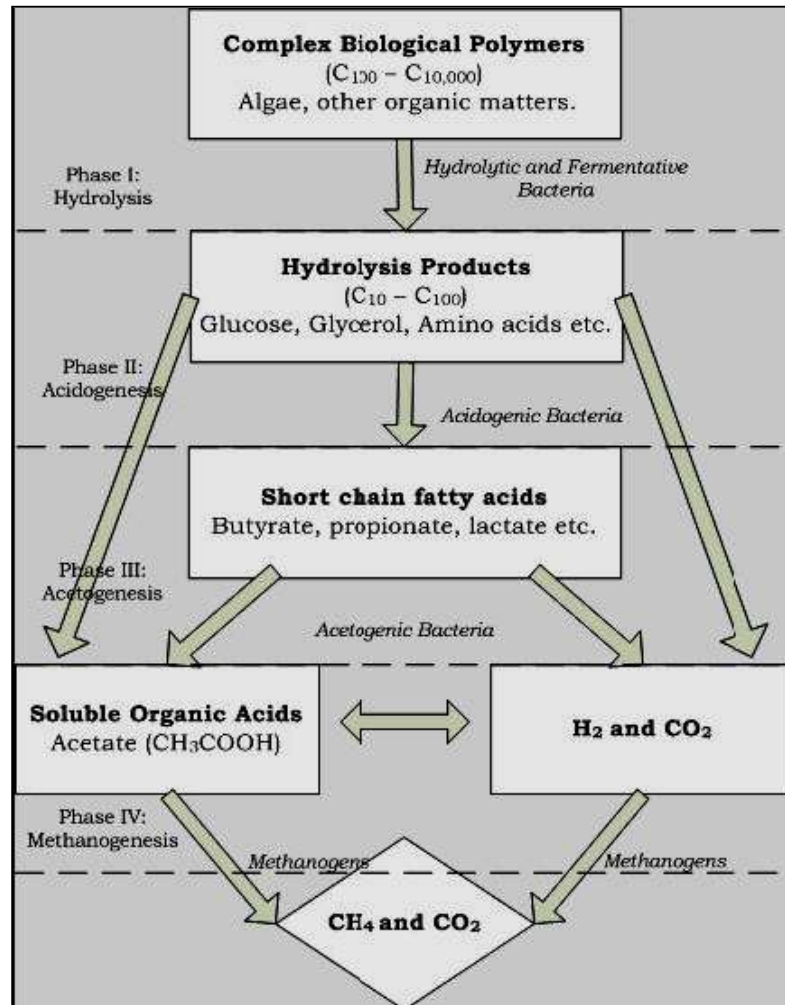 Complex Biological Polymers
(C₁₀₀ – C₁₀,₀₀₀)
Algae, other organic matters.
Phase I:
Hydrolysis
Hydrolytic and Fermentative
Bacteria
Hydrolysis Products
(C₁₀ – C₁₀₀)
Glucose, Glycerol, Amino acids etc.
Phase II:
Acidogenesis
Acidogenic Bacteria
Short chain fatty acids
Butyrate, propionate, lactate etc.
Phase III:
Acetogenesis
Acetogenic Bacteria
Soluble Organic Acids
Acetate (CH₃COOH)
H₂ and CO₂
Phase IV:
Methanogenesis
Methanogens
Methanogens
CH₄ and CO₂